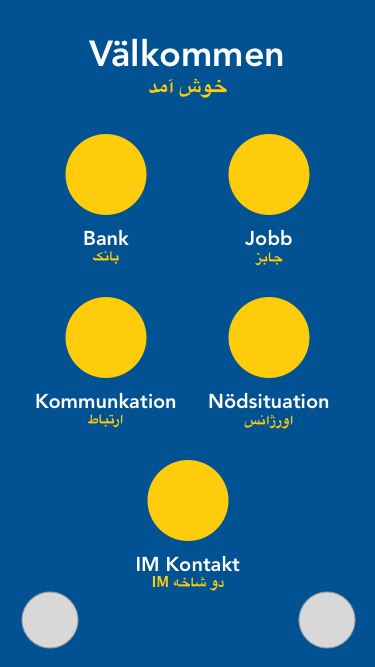 Välkommen
خوش آمد
Bank
بانک
Jobb
جابز
Kommunkation
ارتباط
Nödsituation
اورژانس
IM Kontakt
دو شاخه IM